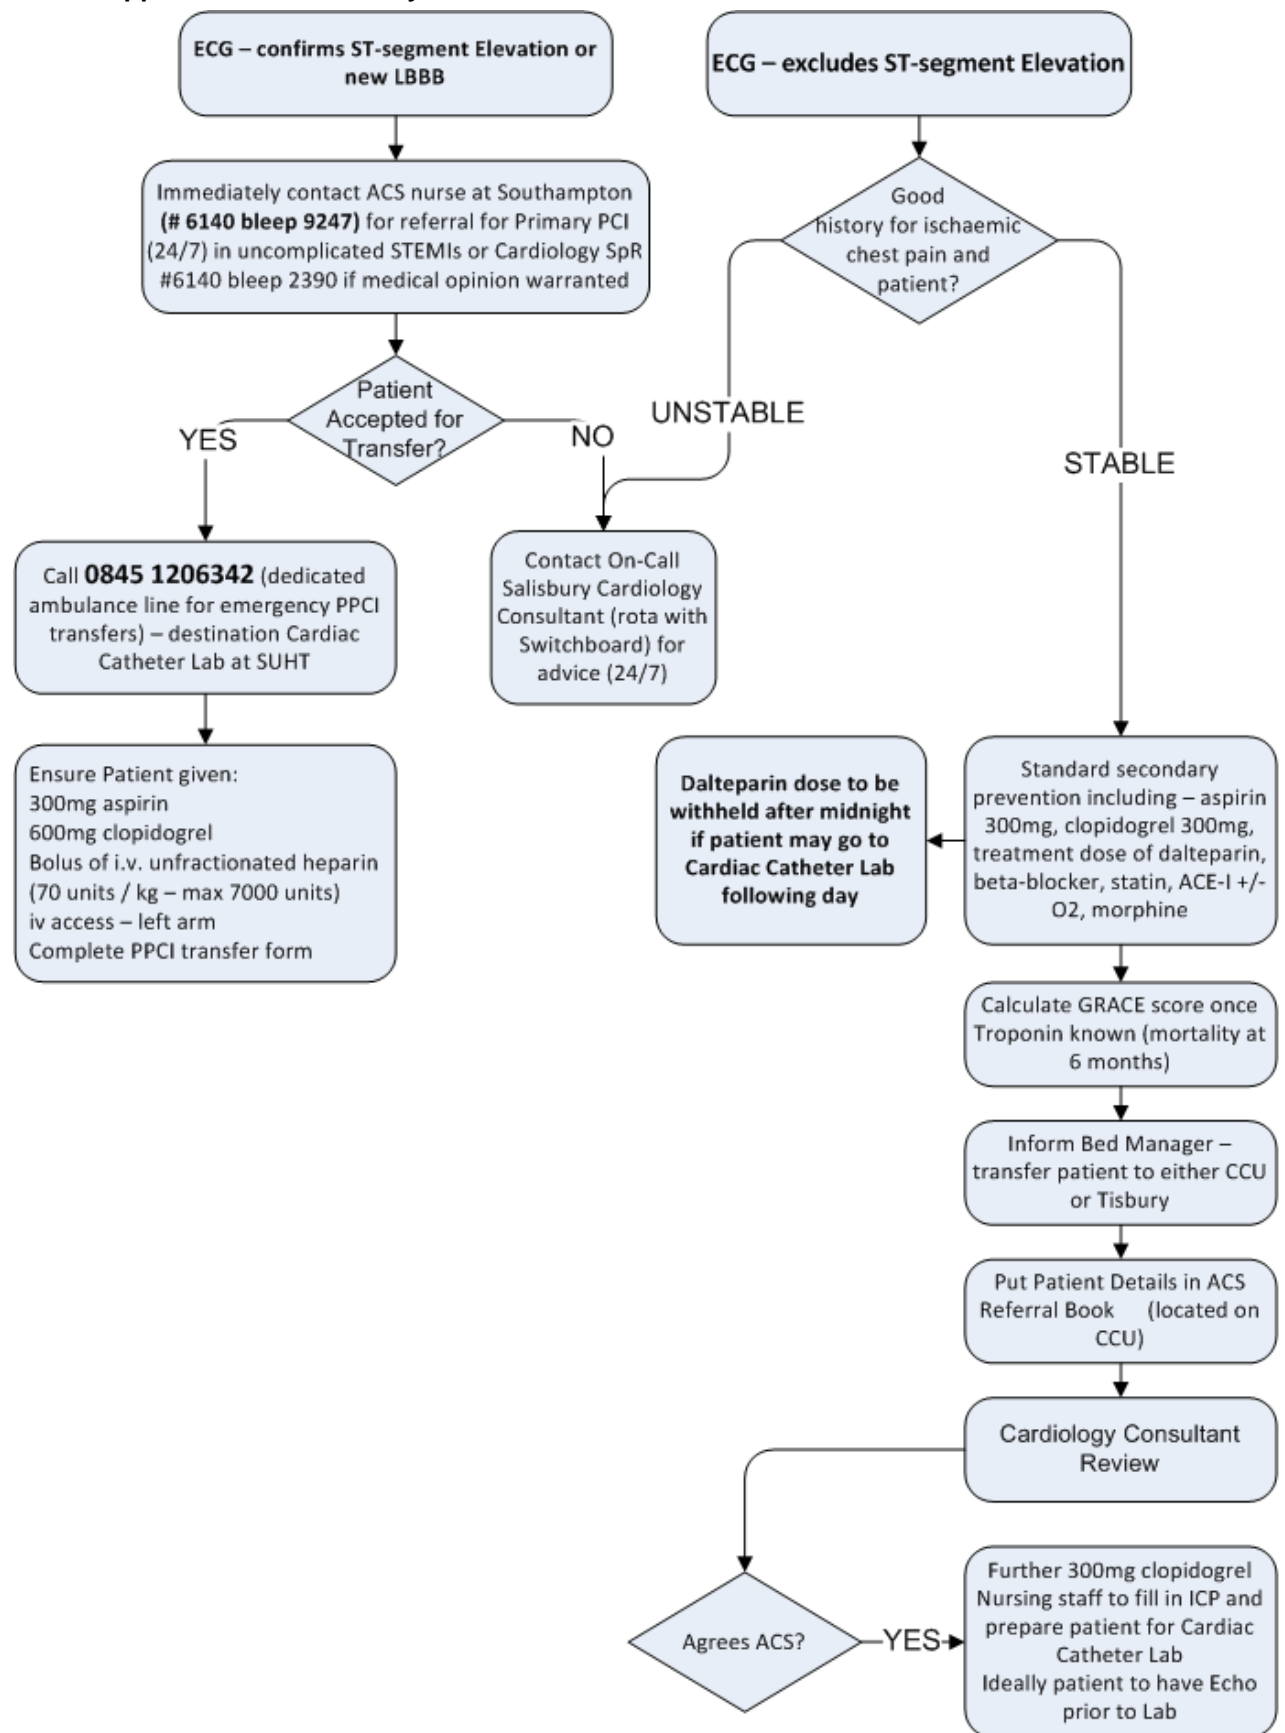 ECG – confirms ST-segment Elevation or
new LBBB
ECG – excludes ST-segment Elevation
Immediately contact ACS nurse at Southampton
(# 6140 bleep 9247) for referral for Primary PCI
(24/7) in uncomplicated STEMIs or Cardiology SpR
#6140 bleep 2390 if medical opinion warranted
Good
history for ischaemic
chest pain and
patient?
Patient
Accepted for
Transfer?
YES
NO
UNSTABLE
STABLE
Call 0845 1206342 (dedicated
ambulance line for emergency PPCI
transfers) – destination Cardiac
Catheter Lab at SUHT
Contact On-Call
Salisbury Cardiology
Consultant (rota with
Switchboard) for
advice (24/7)
Ensure Patient given:
300mg aspirin
600mg clopidogrel
Bolus of i.v. unfractionated heparin
(70 units / kg – max 7000 units)
iv access – left arm
Complete PPCI transfer form
Dalteparin dose to be
withheld after midnight
if patient may go to
Cardiac Catheter Lab
following day
Standard secondary
prevention including – aspirin
300mg, clopidogrel 300mg,
treatment dose of dalteparin,
beta-blocker, statin, ACE-I +/-
O2, morphine
Calculate GRACE score once
Troponin known (mortality at
6 months)
Inform Bed Manager –
transfer patient to either CCU
or Tisbury
Put Patient Details in ACS
Referral Book (located on
CCU)
Cardiology Consultant
Review
Agrees ACS?
YES
Further 300mg clopidogrel
Nursing staff to fill in ICP and
prepare patient for Cardiac
Catheter Lab
Ideally patient to have Echo
prior to Lab